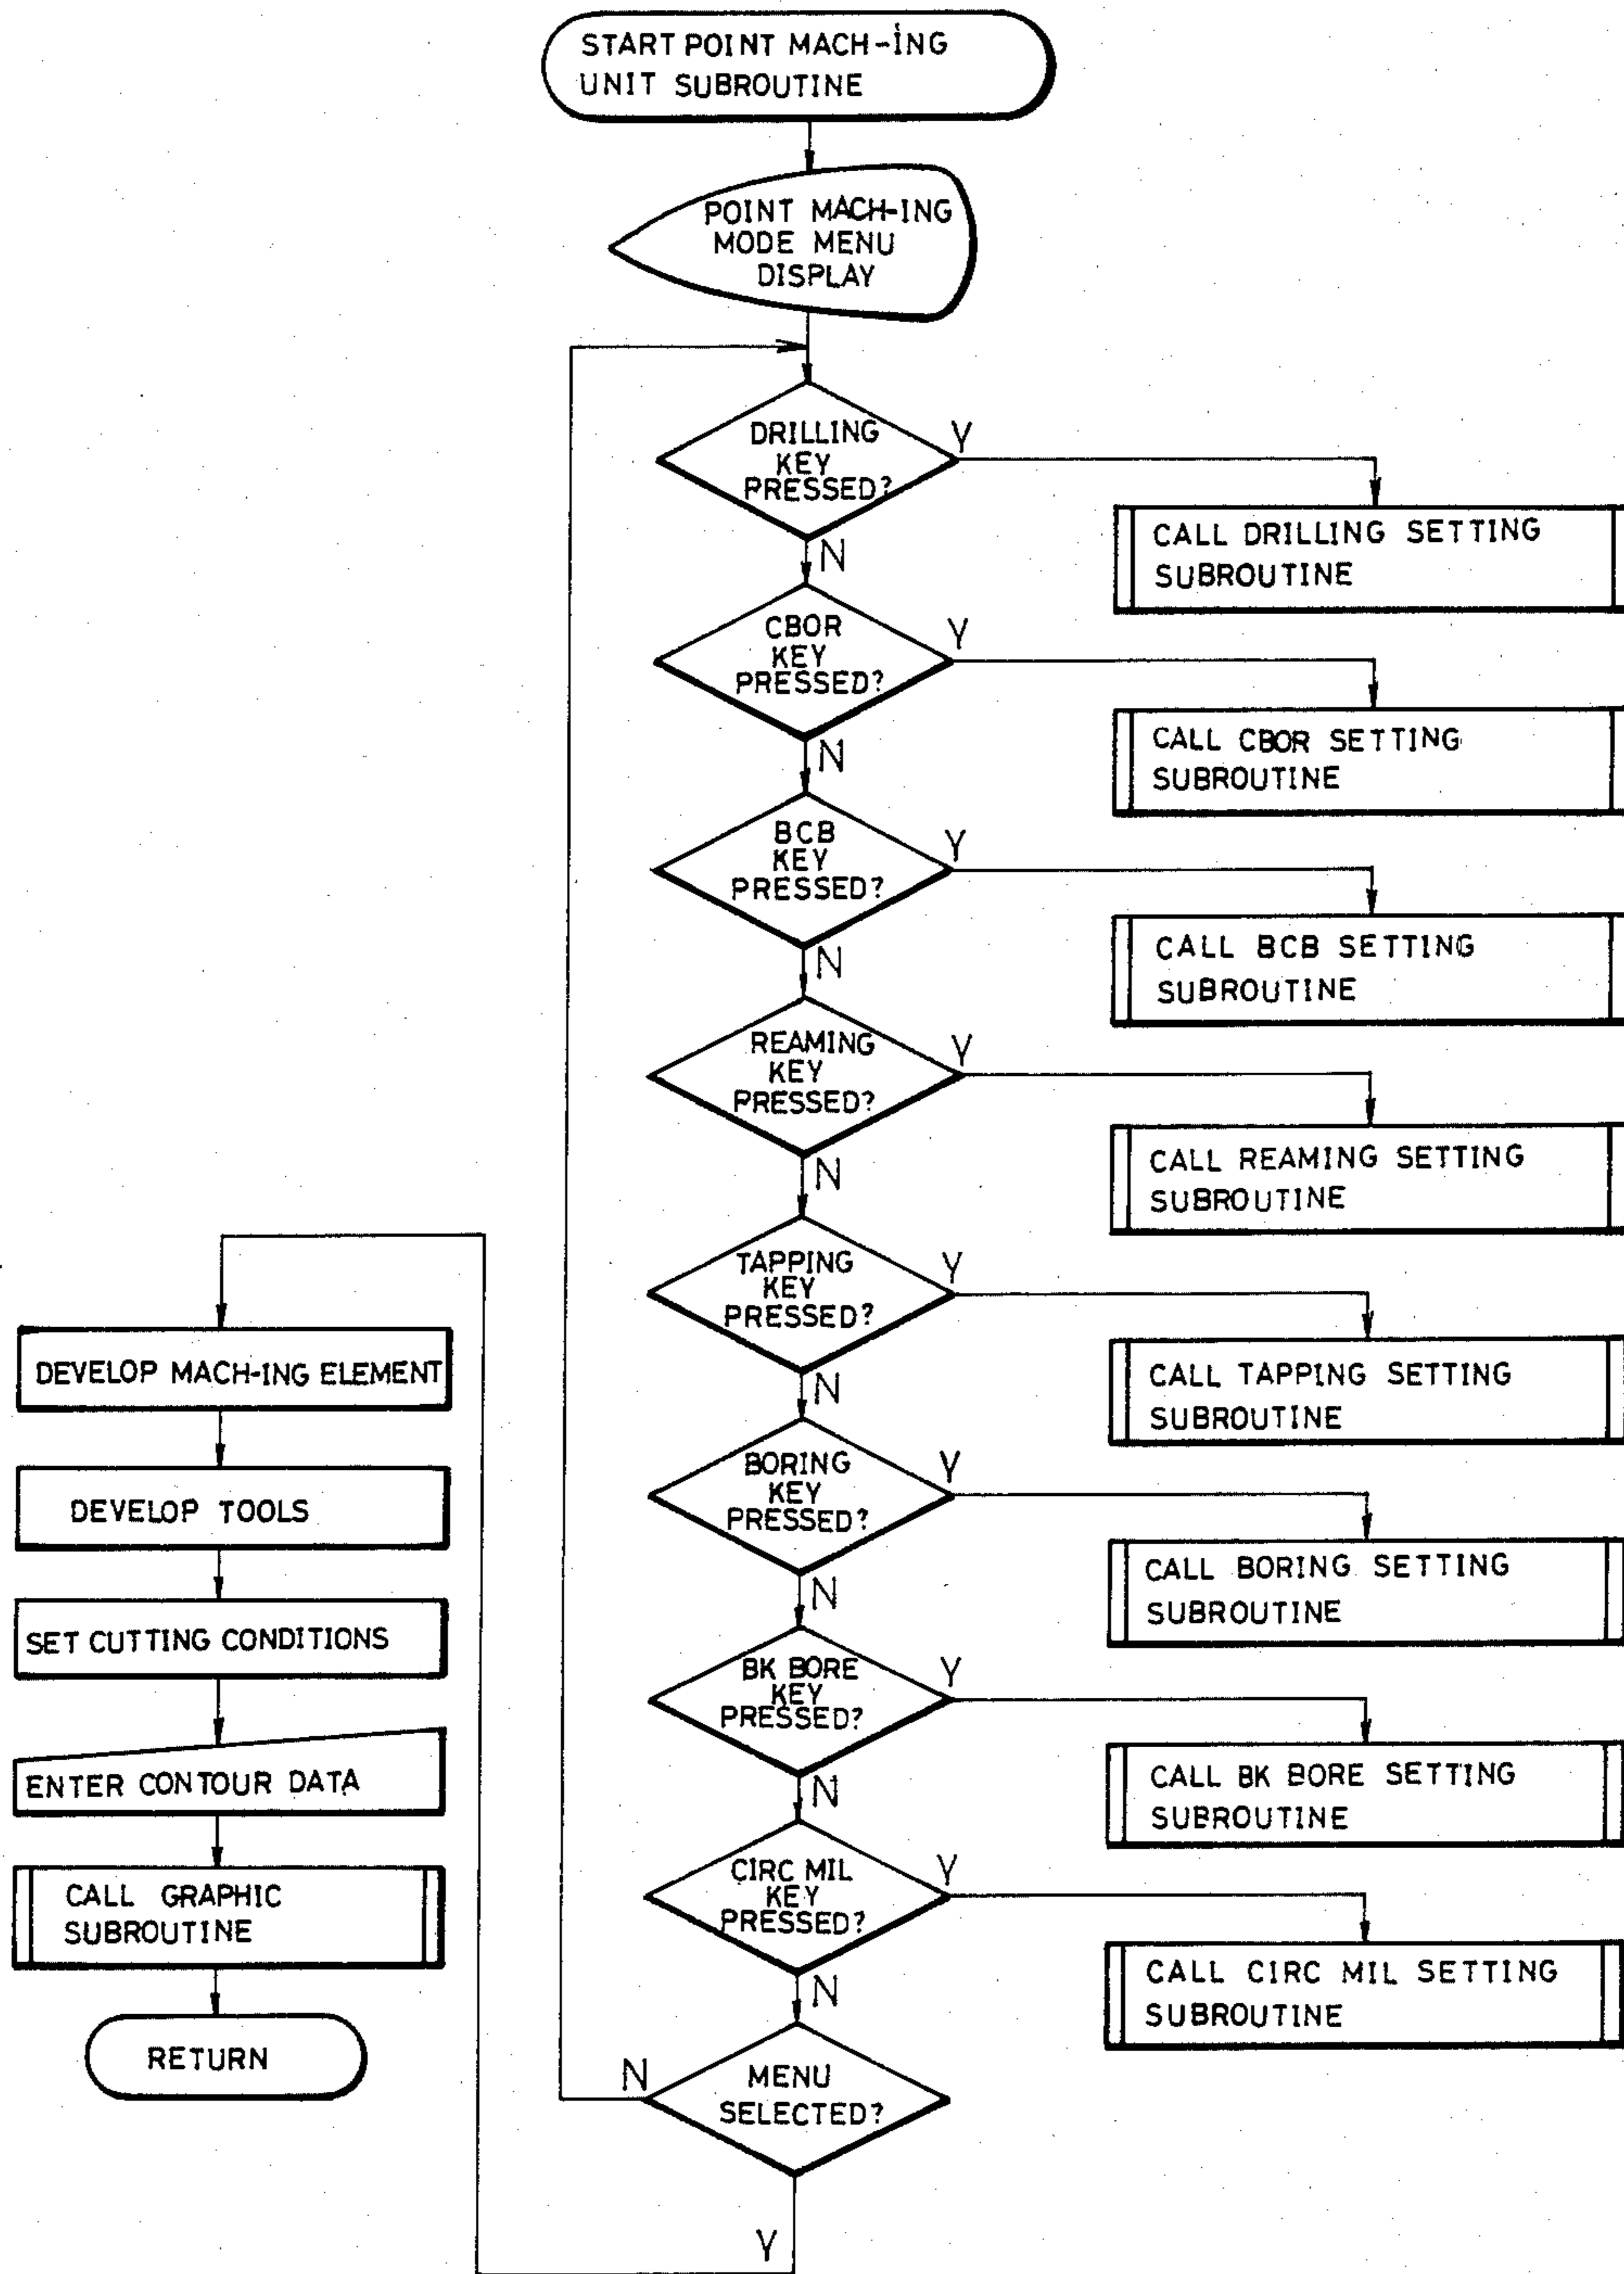 START POINT MACH-ING
UNIT SUBROUTINE
POINT MACH-ING
MODE MENU
DISPLAY
DRILLING
KEY
PRESSED?
Y
N
CALL DRILLING SETTING
SUBROUTINE
CBOR
KEY
PRESSED?
Y
N
CALL CBOR SETTING
SUBROUTINE
BCB
KEY
PRESSED?
Y
N
CALL BCB SETTING
SUBROUTINE
REAMING
KEY
PRESSED?
Y
N
CALL REAMING SETTING
SUBROUTINE
TAPPING
KEY
PRESSED?
Y
N
CALL TAPPING SETTING
SUBROUTINE
BORING
KEY
PRESSED?
Y
N
CALL BORING SETTING
SUBROUTINE
BK BORE
KEY
PRESSED?
Y
N
CALL BK BORE SETTING
SUBROUTINE
CIRC MIL
KEY
PRESSED?
Y
N
CALL CIRC MIL SETTING
SUBROUTINE
MENU
SELECTED?
N
Y
DEVELOP MACH-ING ELEMENT
DEVELOP TOOLS
SET CUTTING CONDITIONS
ENTER CONTOUR DATA
CALL GRAPHIC
SUBROUTINE
RETURN